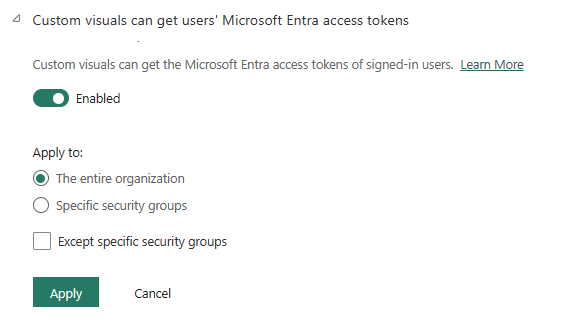 Custom visuals can get users' Microsoft Entra access tokens
Custom visuals can get the Microsoft Entra access tokens of signed-in users. Learn More
Enabled
Apply to:
The entire organization
Specific security groups
Except specific security groups
Apply Cancel